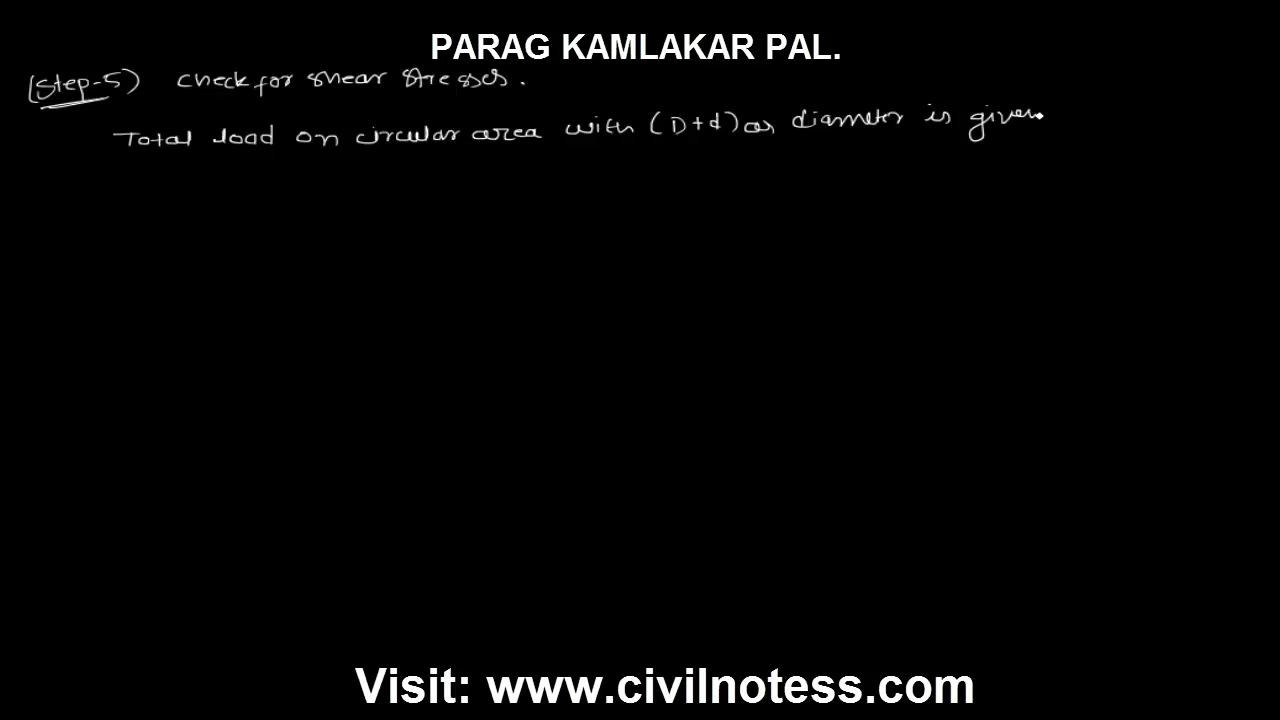 PARAG KAMLAKAR PAL.
(Step-5) Check for shear stresses.
Total load on circular area with (D+d) as diameter is given
Visit: www.civilnotess.com